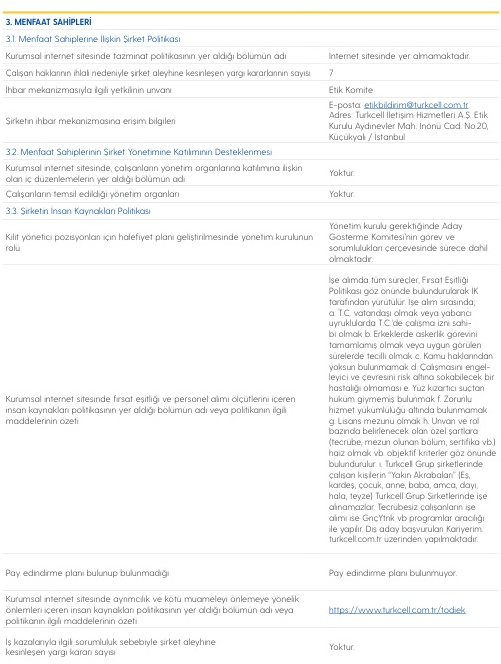 3. MENFAAT SAHİPLERİ
3.1. Menfaat Sahiplerine İlişkin Şirket Politikası
Kurumsal internet sitesinde tazminat politikasının yer aldığı bölümün adı
İnternet sitesinde yer almamaktadır.
Çalışan haklarının ihlali nedeniyle şirket aleyhine kesinleşen yargı kararlarının sayısı
7
İhbar mekanizmasıyla ilgili yetkilinin unvanı
Etik Komite
Şirketin ihbar mekanizmasına erişim bilgileri
E-posta: etikbildirim@turkcell.com.tr
Adres: Turkcell İletişim Hizmetleri A.Ş. Etik
Kurulu Aydınevler Mah. İnönü Cad. No:20,
Küçükyalı / İstanbul
3.2. Menfaat Sahiplerinin Şirket Yönetimine Katılımının Desteklenmesi
Kurumsal internet sitesinde, çalışanların yönetim organlarına katılımına ilişkin
olan iç düzenlemelerin yer aldığı bölümün adı
Yoktur.
Çalışanların temsil edildiği yönetim organları
Yoktur.
3.3. Şirketin İnsan Kaynakları Politikası
Kilit yönetici pozisyonları için halefiyet planı geliştirilmesinde yönetim kurulunun
rolü
Yönetim kurulu gerektiğinde Aday
Gösterme Komitesi'nin görev ve
sorumlulukları çerçevesinde sürece dahil
olmaktadır.
Kurumsal internet sitesinde fırsat eşitliği ve personel alımı ölçütlerini içeren
insan kaynakları politikasının yer aldığı bölümün adı veya politikanın ilgili
maddelerinin özeti
İşe alımda tüm süreçler, Fırsat Eşitliği
Politikası göz önünde bulundurularak İK
tarafından yürütülür. İşe alım sırasında;
a. T.C. vatandaşı olmak veya yabancı
uyruklularda T.C.'de çalışma izni sahi-
bi olmak b. Erkeklerde askerlik görevini
tamamlamış olmak veya uygun görülen
sürelerde tecilli olmak c. Kamu haklarından
yoksun bulunmamak d. Çalışmasını engel-
leyici ve çevresini risk altına sokabilecek bir
hastalığı olmaması e. Yüz kızartıcı suçtan
hüküm giymemiş bulunmak f. Zorunlu
hizmet yükümlülüğü altında bulunmamak
g. Lisans mezunu olmak h. Unvan ve rol
bazında belirlenecek olan özel şartlara
(tecrübe, mezun olunan bölüm, sertifika vb.)
haiz olmak vb. objektif kriterler göz önünde
bulundurulur. ı. Turkcell Grup şirketlerinde
çalışan kişilerin "Yakın Akrabaları" (Eş,
kardeş, çocuk, anne, baba, amca, dayı,
hala, teyze) Turkcell Grup Şirketlerinde işe
alınamazlar. Tecrübesiz çalışanların işe
alımı ise GnçYtnk vb programlar aracılığı
ile yapılır. Dış aday başvuruları Kariyerim.
turkcell.com.tr üzerinden yapılmaktadır.
Pay edindirme planı bulunup bulunmadığı
Pay edindirme planı bulunmuyor.
Kurumsal internet sitesinde ayrımcılık ve kötü muameleyi önlemeye yönelik
önlemleri içeren insan kaynakları politikasının yer aldığı bölümün adı veya
politikanın ilgili maddelerinin özeti
https://www.turkcell.com.tr/todiek
İş kazalarıyla ilgili sorumluluk sebebiyle şirket aleyhine
kesinleşen yargı kararı sayısı
Yoktur.